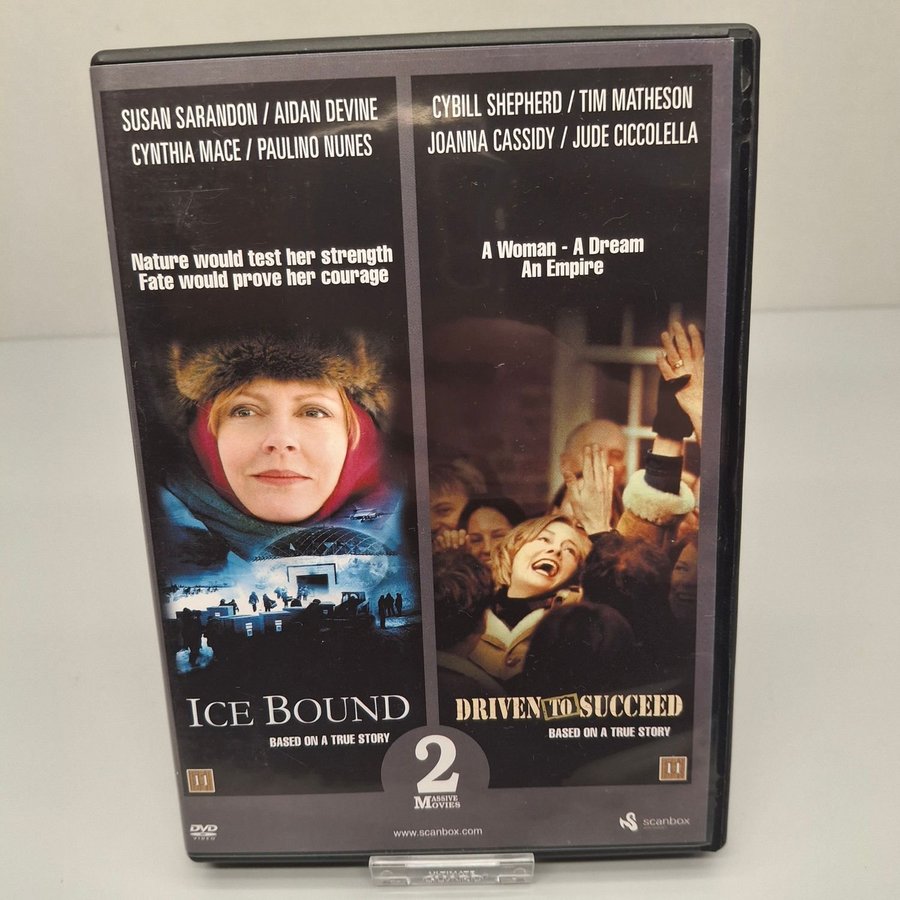 SUSAN SARANDON / AIDAN DEVINE
CYNTHIA MACE / PAULINO NUNES
Nature would test her strength
Fate would prove her courage
ICE BOUND
BASED ON A TRUE STORY
11
CYBILL SHEPHERD / TIM MATHESON
JOANNA CASSIDY / JUDE CICCOLELLA
A Woman - A Dream
An Empire
DRIVEN TO SUCCEED
BASED ON A TRUE STORY
11
2
MASSIVE
MOVIES
DVD
VIDEO
www.scanbox.com
scanbox
ULTIMATE